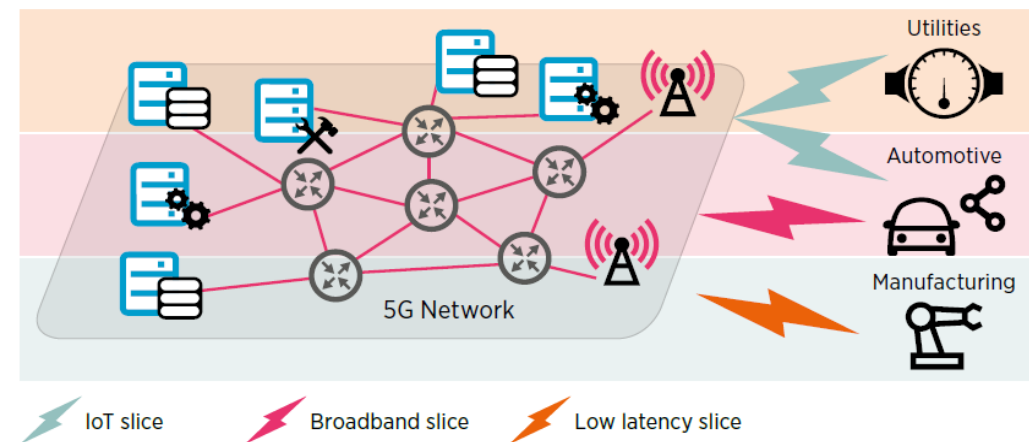 Utilities
Automotive
Manufacturing
5G Network
IoT slice
Broadband slice
Low latency slice